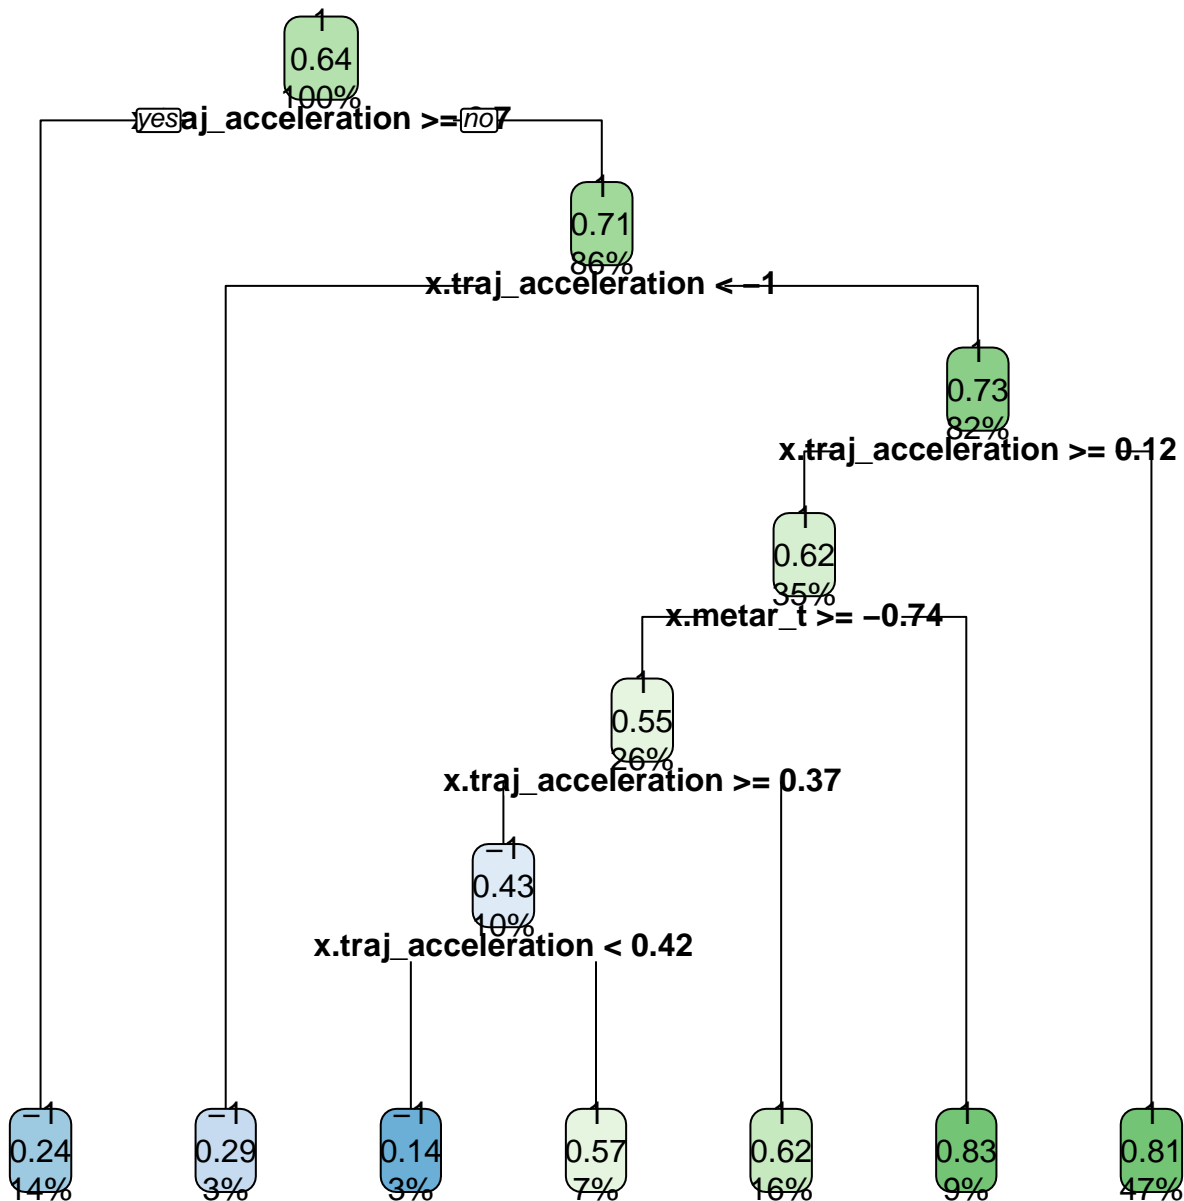 1
0.64
100%
yes aj_acceleration >= no 7
1
0.71
86%
x.traj_acceleration < −1
1
0.73
82%
x.traj_acceleration >= 0.12
1
0.62
35%
x.metar_t >= −0.74
1
0.55
26%
x.traj_acceleration >= 0.37
−1
0.43
10%
x.traj_acceleration < 0.42
−1 −1 −1 1 1 1 1
0.24 0.29 0.14 0.57 0.62 0.83 0.81
14% 3% 3% 7% 16% 9% 47%